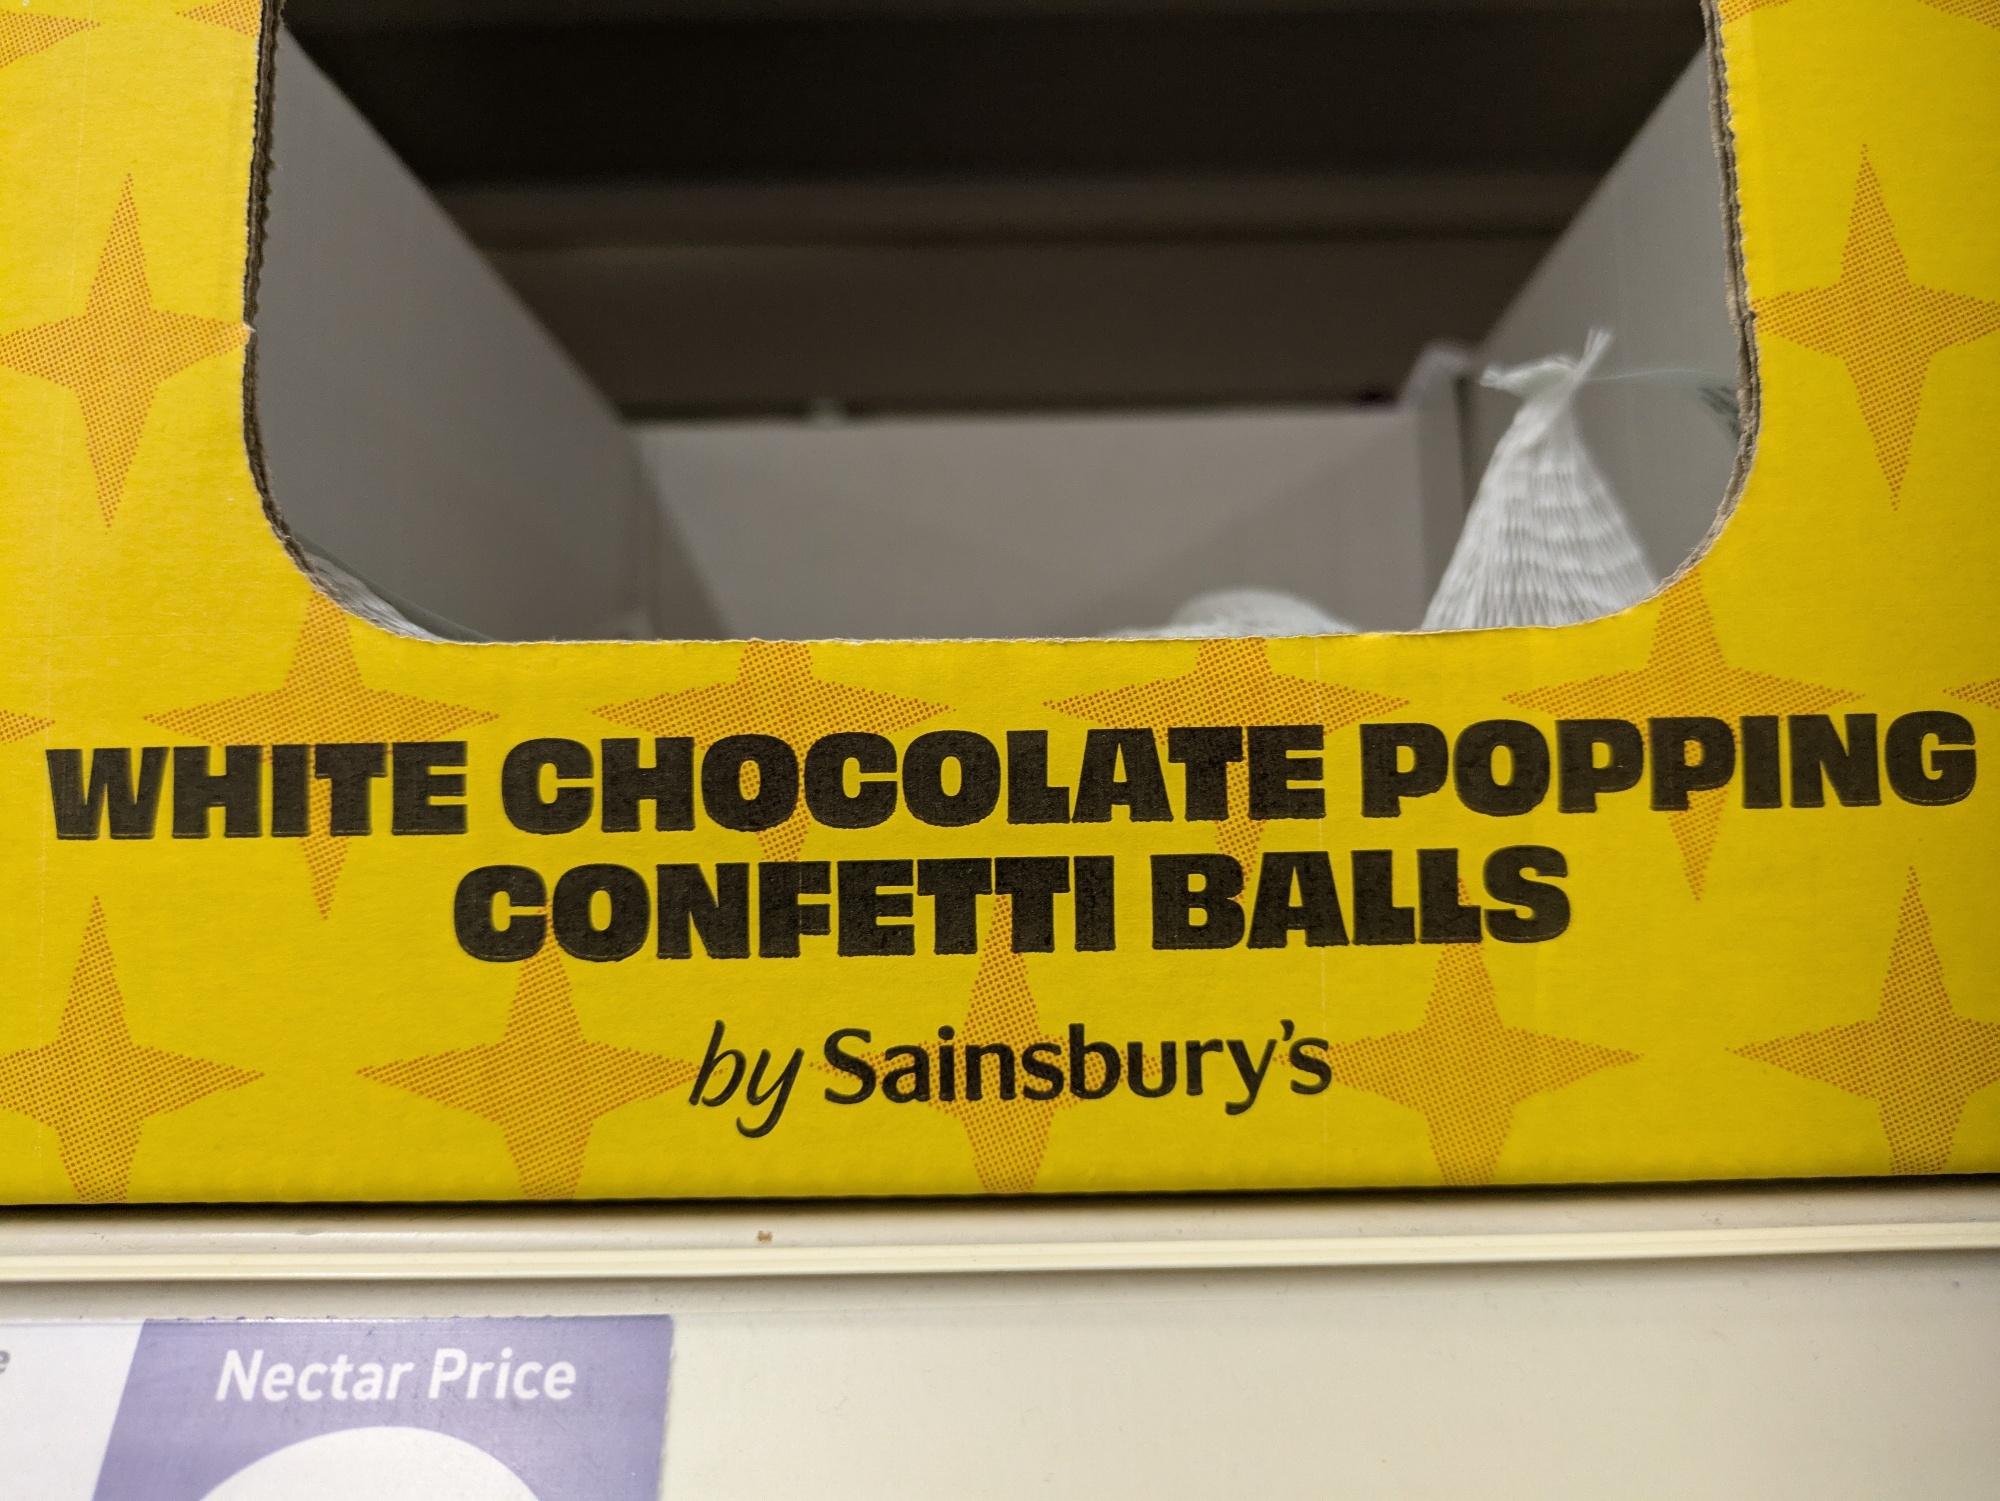 WHITE CHOCOLATE POPPING
CONFETTI BALLS
by Sainsbury's
Nectar Price